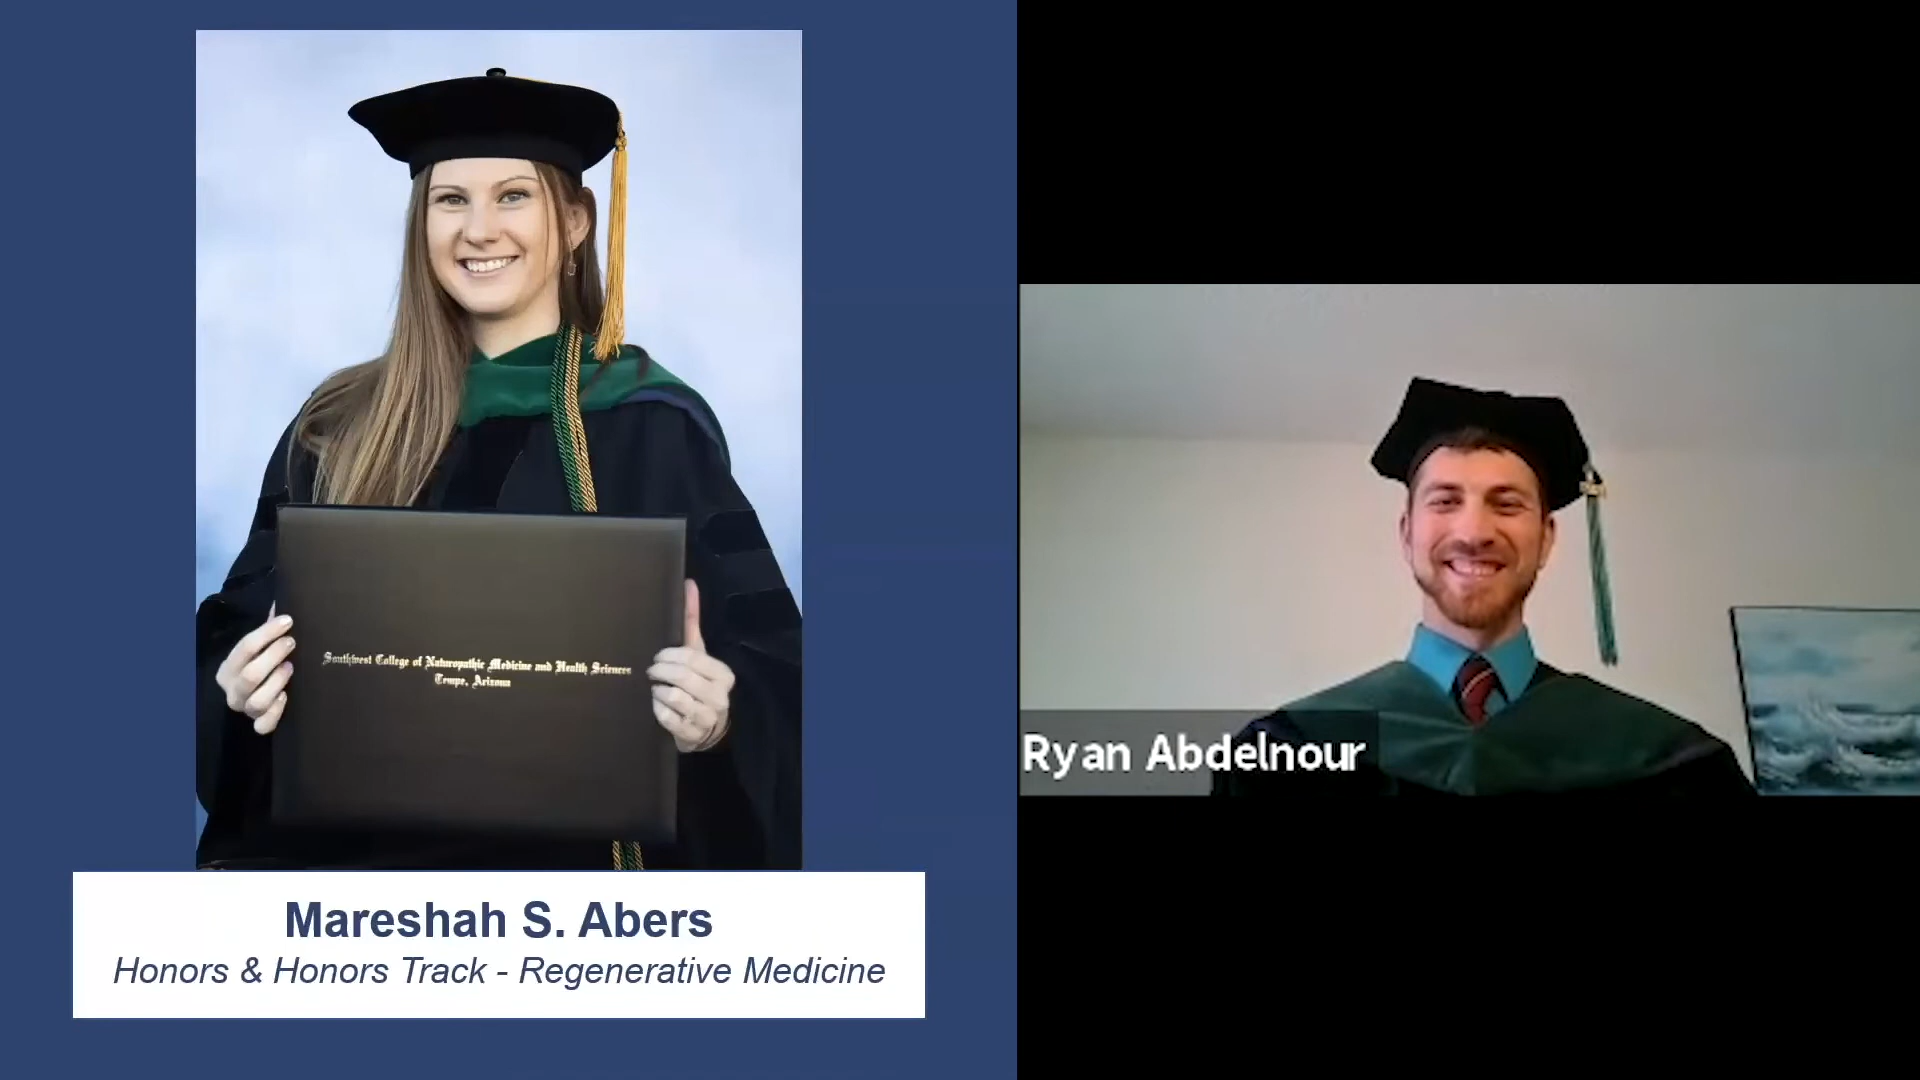 Southwest College of Naturopathic Medicine and Health Sciences
Tempe, Arizona
Mareshah S. Abers
Honors & Honors Track - Regenerative Medicine
Ryan Abdelnour